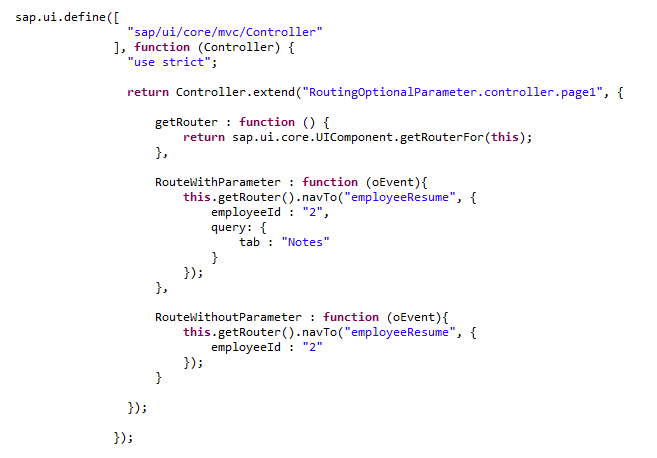 sap.ui.define([
"sap/ui/core/mvc/Controller"
], function (Controller) {
"use strict";
return Controller.extend("RoutingOptionalParameter.controller.page1", {
getRouter : function () {
return sap.ui.core.UIComponent.getRouterFor(this);
},
RouteWithParameter : function (oEvent){
this.getRouter().navTo("employeeResume", {
employeeId : "2",
query: {
tab : "Notes"
}
});
},
RouteWithoutParameter : function (oEvent){
this.getRouter().navTo("employeeResume", {
employeeId : "2"
});
}
});
});